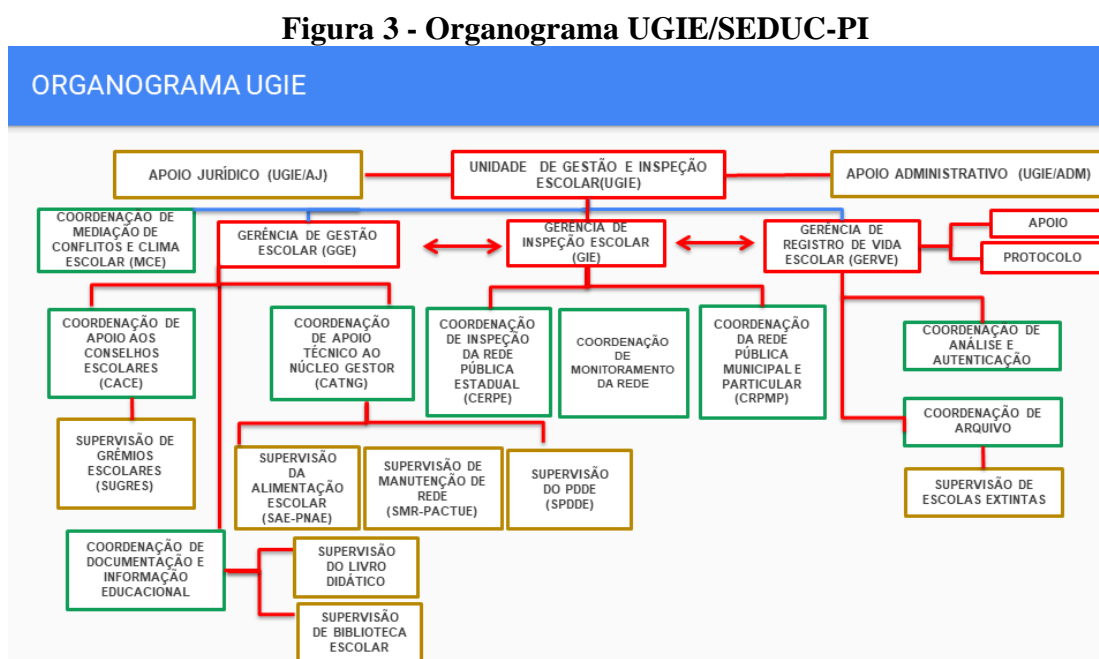 Figura 3 - Organograma UGIE/SEDUC-PI
ORGANOGRAMA UGIE
APOIO JURÍDICO (UGIE/AJ)
UNIDADE DE GESTÃO E INSPEÇÃO
ESCOLAR(UGIE)
APOIO ADMINISTRATIVO (UGIE/ADM)
COORDENAÇÃO DE
MEDIAÇÃO DE
CONFLITOS E CLIMA
ESCOLAR (MCE)
GERÊNCIA DE GESTÃO
ESCOLAR (GGE)
GERÊNCIA DE
INSPEÇÃO ESCOLAR
(GIE)
GERÊNCIA DE
REGISTRO DE VIDA
ESCOLAR (GERVE)
APOIO
PROTOCOLO
COORDENAÇÃO DE
APOIO AOS
CONSELHOS
ESCOLARES
(CACE)
COORDENAÇÃO
DE APOIO
TÉCNICO AO
NÚCLEO GESTOR
(CATNG)
COORDENAÇÃO
DE INSPEÇÃO
DA REDE
PÚBLICA
ESTADUAL
(CERPE)
COORDENAÇÃO
DE
MONITORAMENTO
DA REDE
COORDENAÇÃO
DA REDE
PÚBLICA
MUNICIPAL E
PARTICULAR
(CRPMP)
COORDENAÇÃO DE
ANÁLISE E
AUTENTICAÇÃO
COORDENAÇÃO DE
ARQUIVO
SUPERVISÃO DE
GRÊMIOS
ESCOLARES
(SUGRES)
SUPERVISÃO
DA
ALIMENTAÇÃO
ESCOLAR
(SAE-PNAE)
SUPERVISÃO DE
MANUTENÇÃO DE
REDE
(SMR-PACTUE)
SUPERVISÃO
DO PDDE
(SPDDE)
SUPERVISÃO DE
ESCOLAS EXTINTAS
COORDENAÇÃO DE
DOCUMENTAÇÃO E
INFORMAÇÃO
EDUCACIONAL
SUPERVISÃO
DO LIVRO
DIDÁTICO
SUPERVISÃO
DE BIBLIOTECA
ESCOLAR